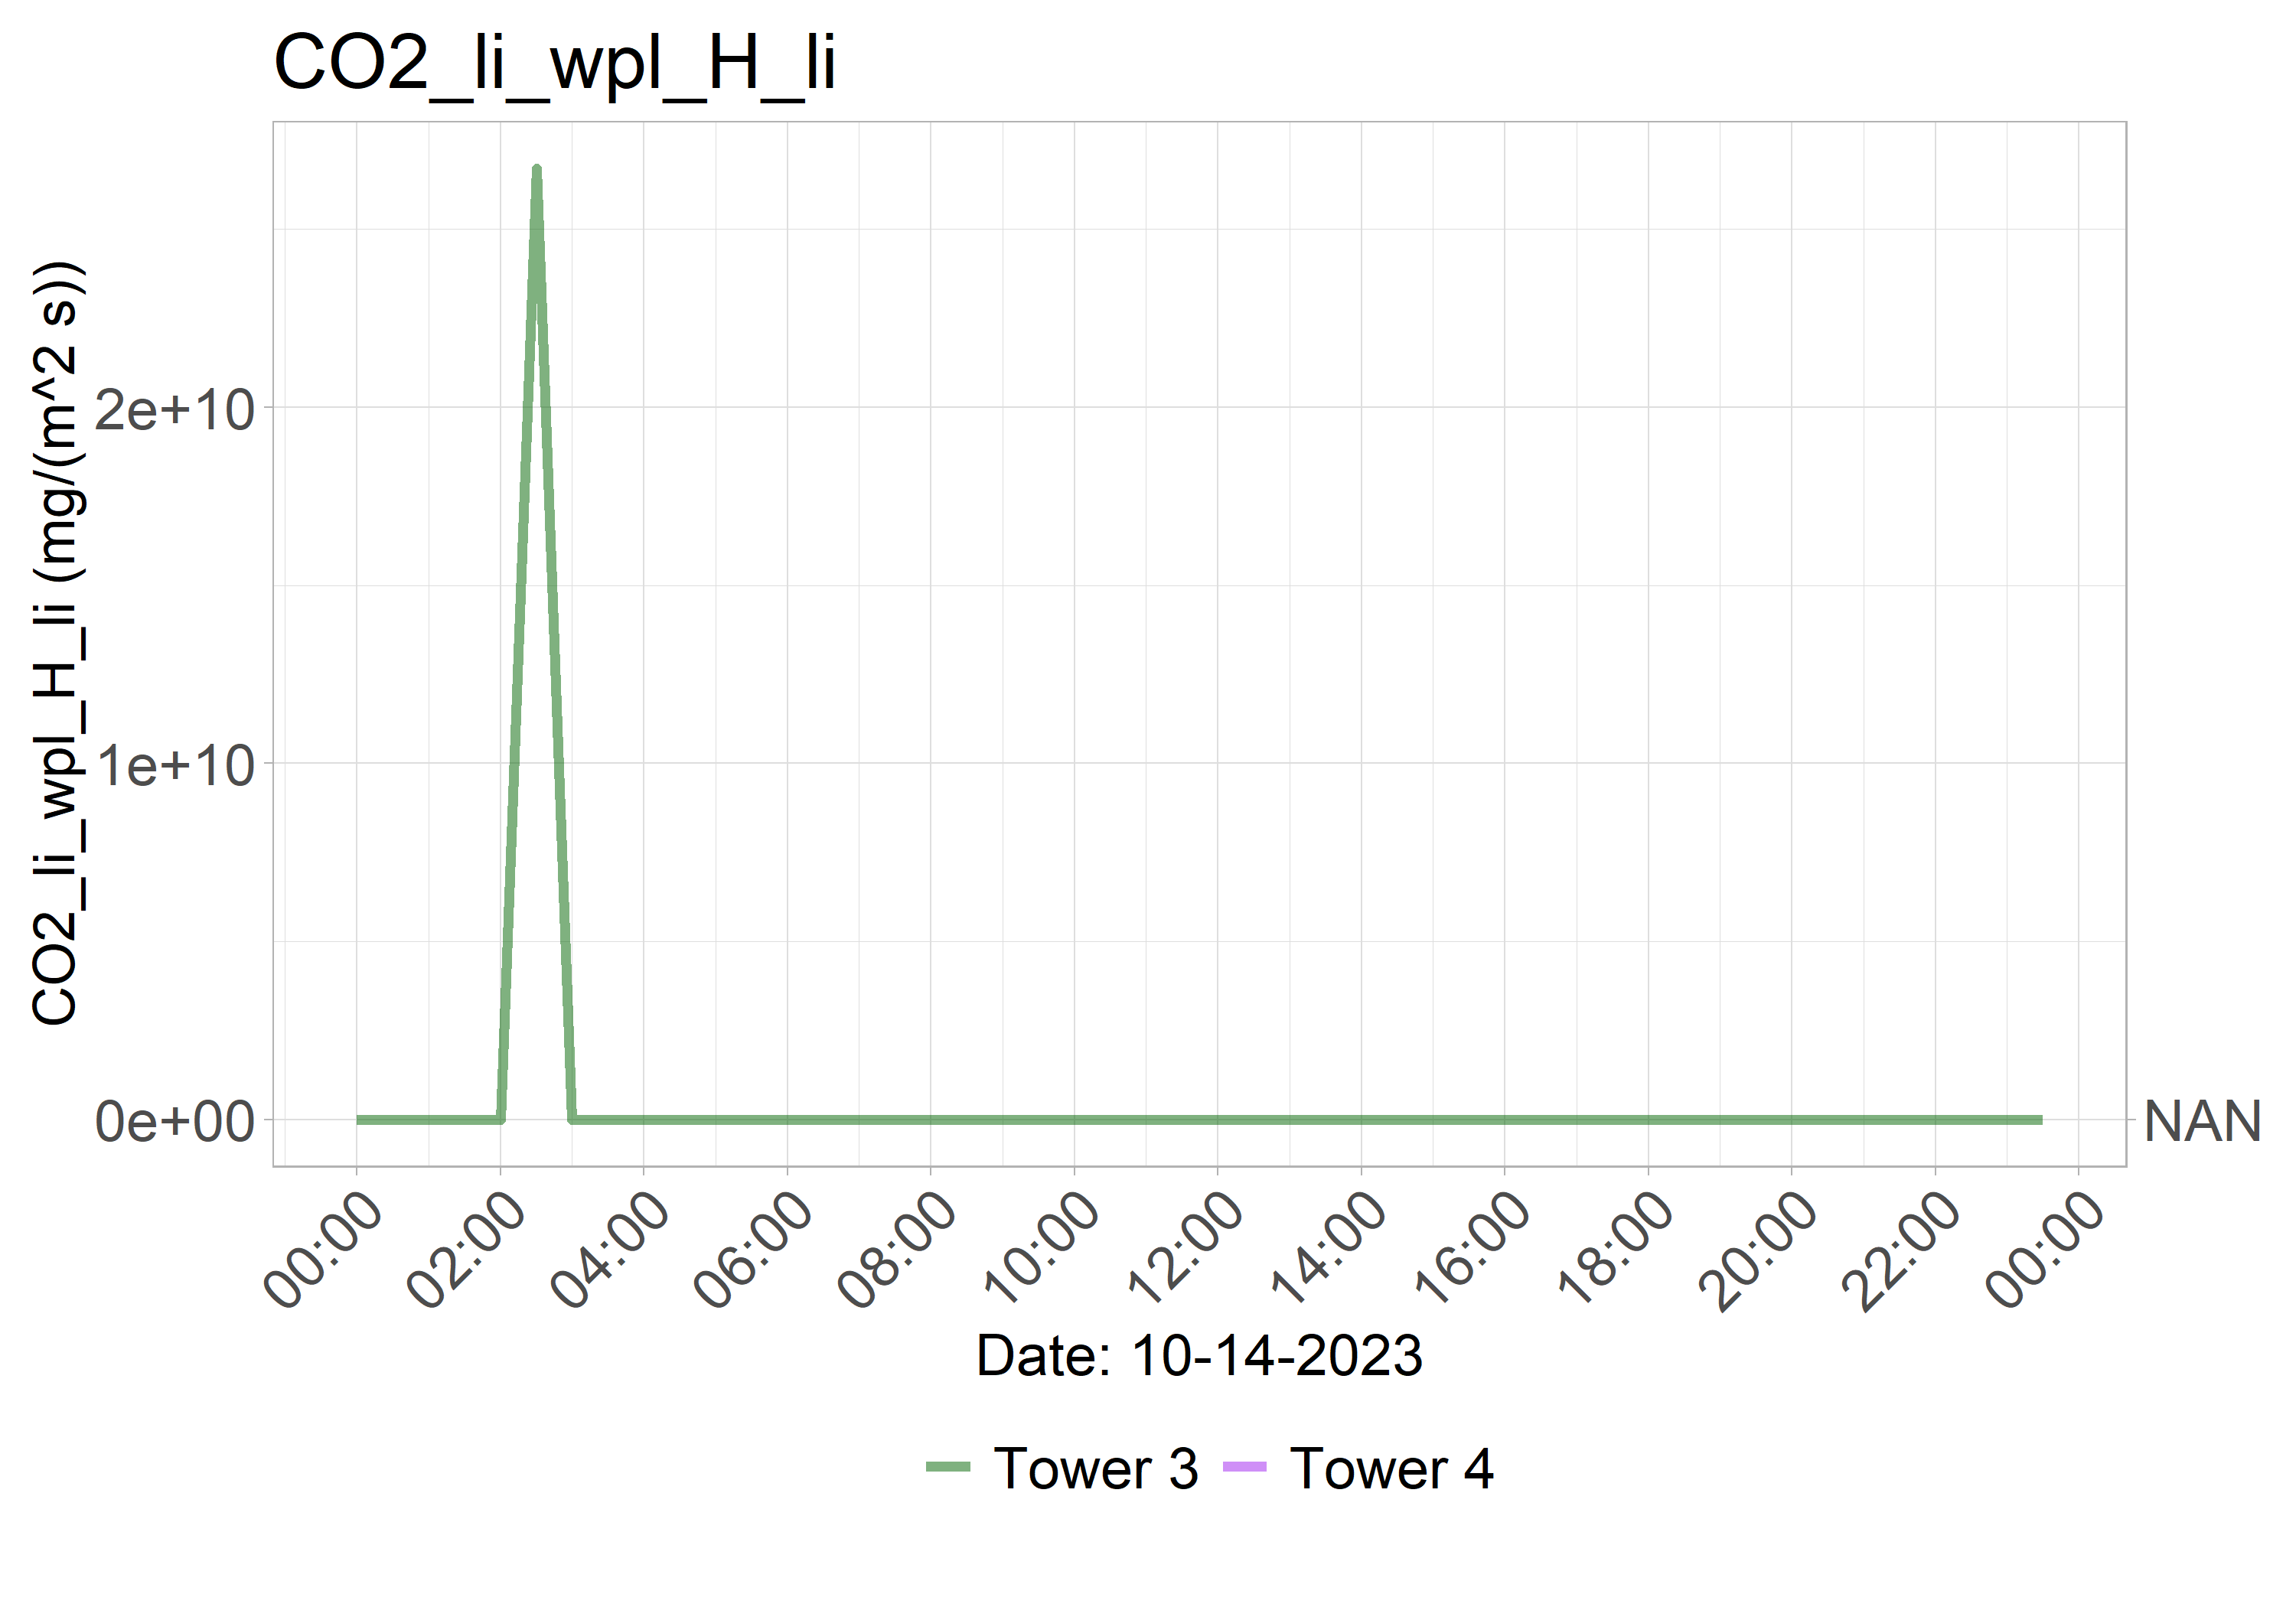 CO2_li_wpl_H_li
CO2_li_wpl_H_li (mg/(m^2 s))
2e+10
1e+10
0e+00
NAN
00:00
02:00
04:00
06:00
08:00
10:00
12:00
14:00
16:00
18:00
20:00
22:00
00:00
Date: 10-14-2023
Tower 3
Tower 4